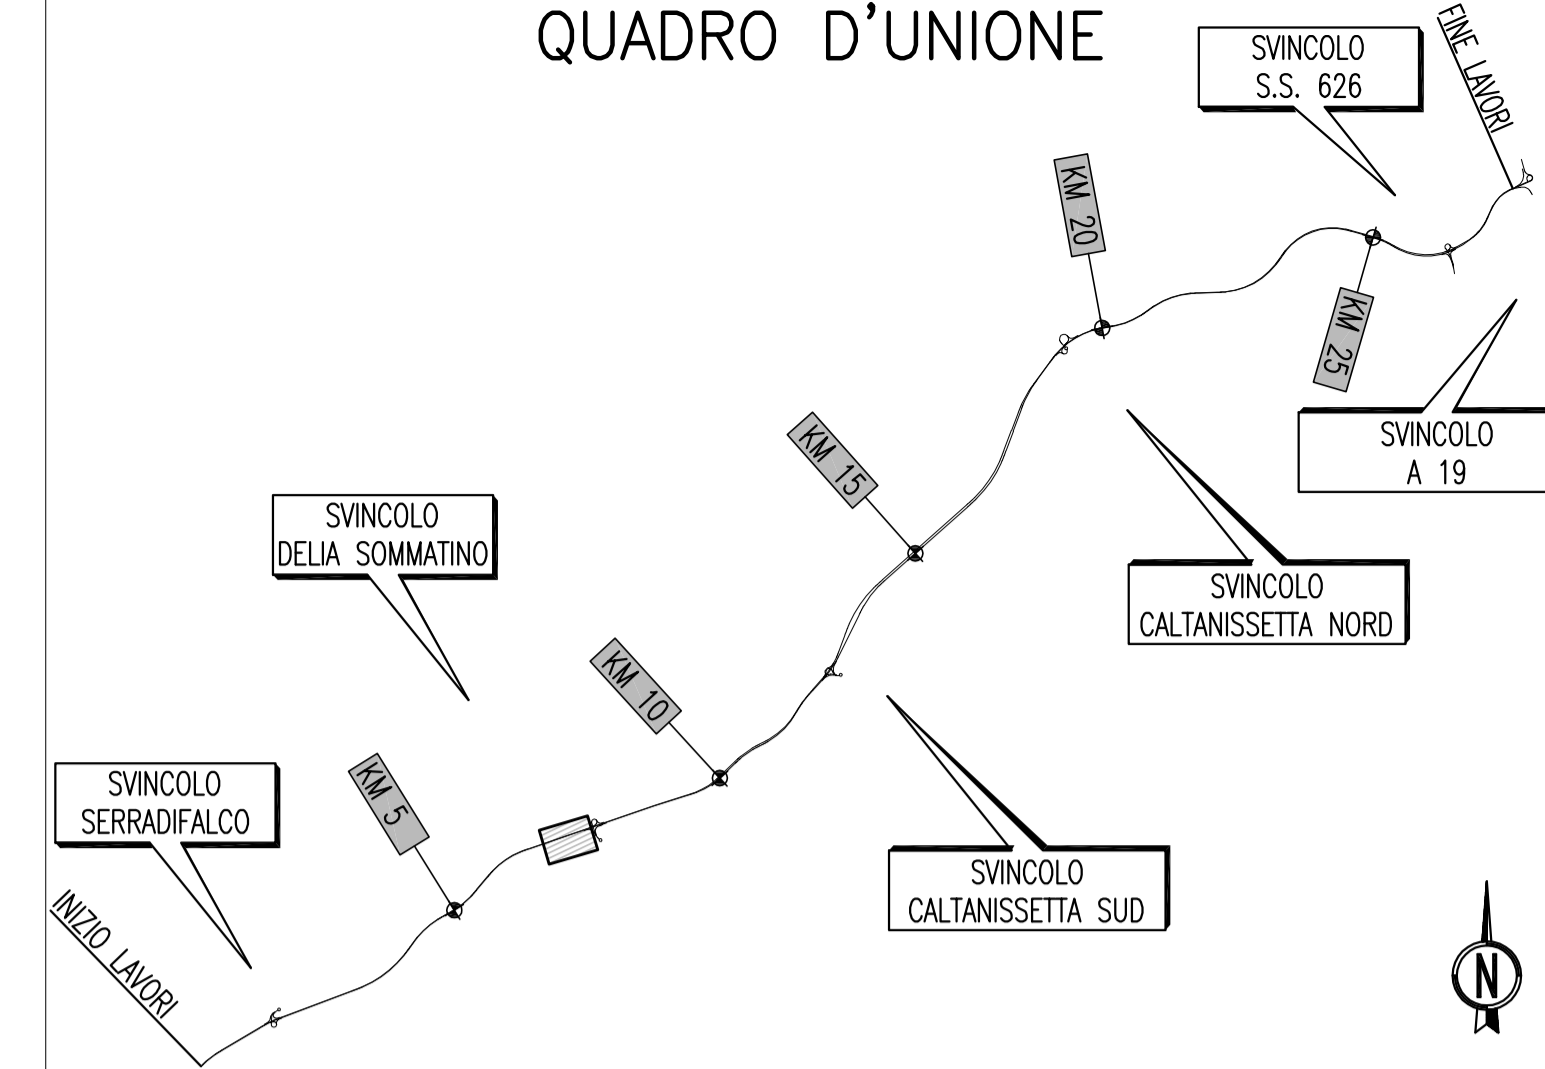 QUADRO D'UNIONE
SVINCOLO
S.S. 626
FINE LAVORI
KM 20
KM 25
SVINCOLO
A 19
KM 15
SVINCOLO
DELIA SOMMATINO
SVINCOLO
CALTANISSETTA NORD
KM 10
SVINCOLO
SERRADIFALCO
KM 5
SVINCOLO
CALTANISSETTA SUD
INIZIO LAVORI
N